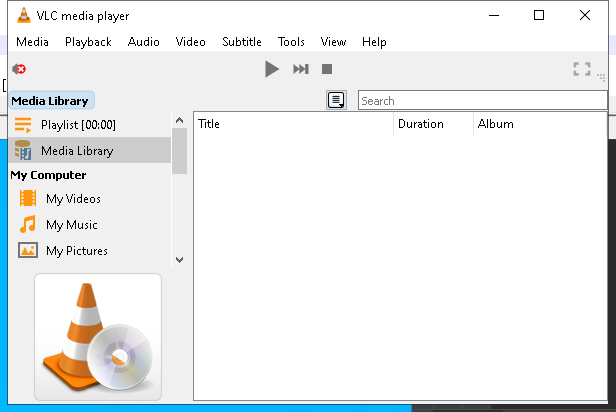 VLC media player
Media Playback Audio Video Subtitle Tools View Help
Media Library
Search
Playlist [00:00]
Media Library
My Computer
My Videos
My Music
My Pictures
Title Duration Album